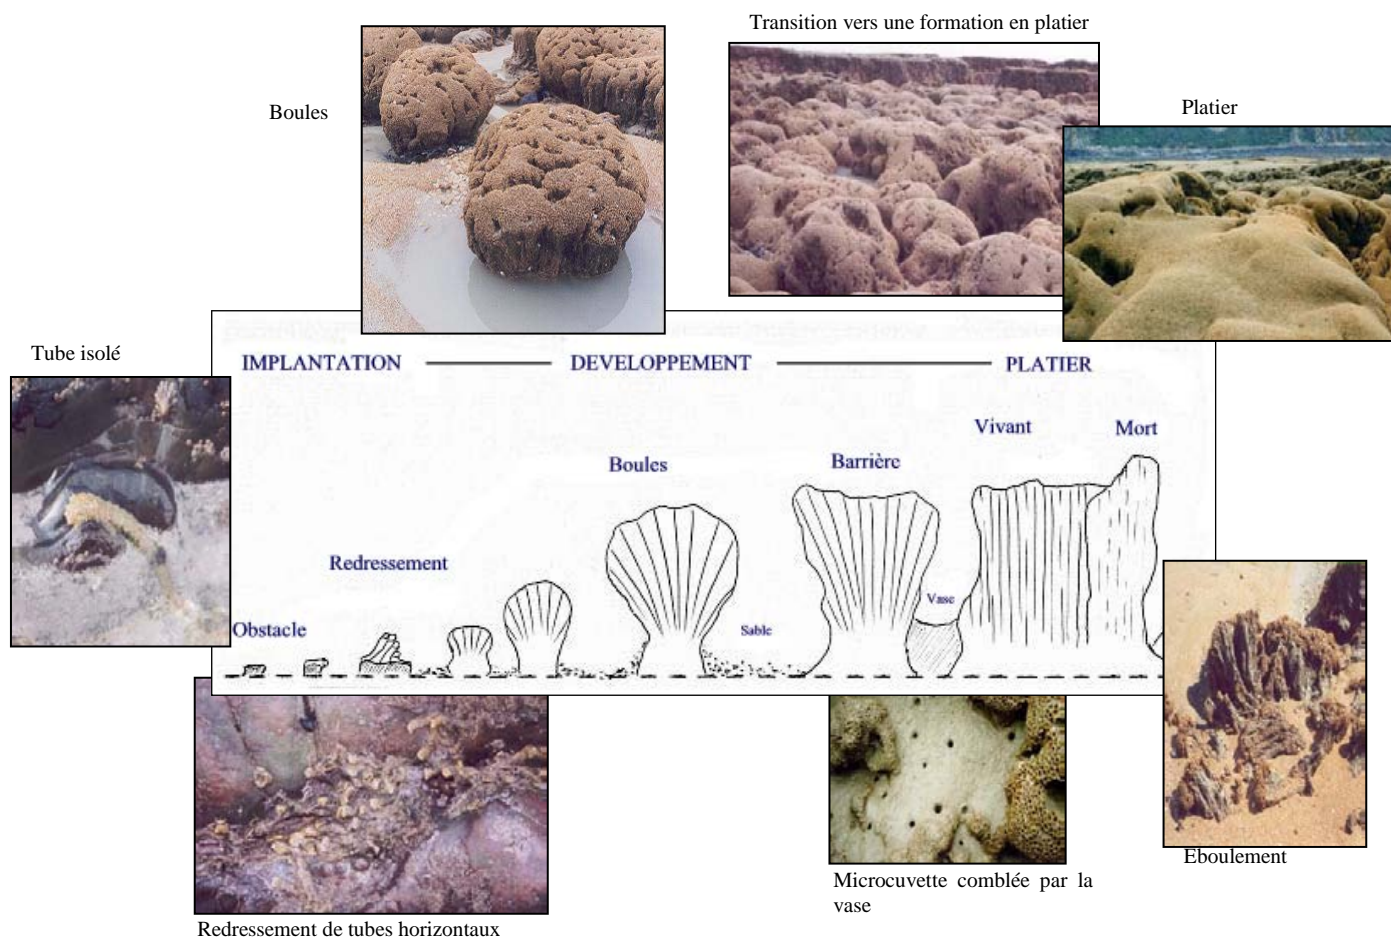 Transition vers une formation en platier
Boules
Platier
Tube isolé
IMPLANTATION
DEVELOPPEMENT
PLATIER
Vivant
Mort
Boules
Barrière
Redressement
Vase
Obstacle
Sable
Eboulement
Microcuvette comblée par la
vase
Redressement de tubes horizontaux